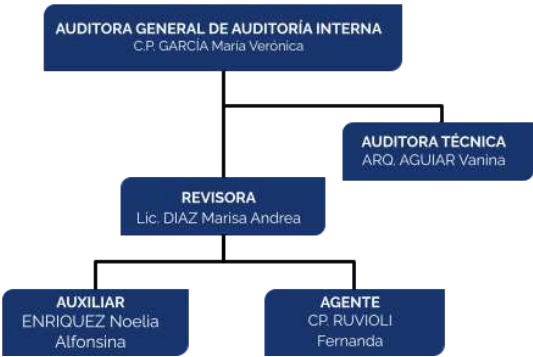 AUDITORA GENERAL DE AUDITORÍA INTERNA
C.P. GARCÍA María Verónica
AUDITORA TÉCNICA
ARQ. AGUIAR Vanina
REVISORA
Lic. DIAZ Marisa Andrea
AUXILIAR
ENRIQUEZ Noelia
Alfonsina
AGENTE
CP. RUVIOLI
Fernanda